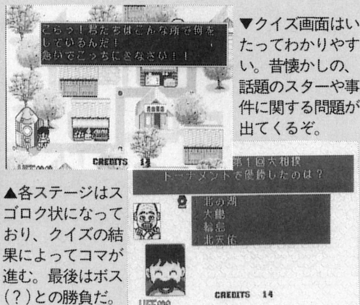 こらっ！君たちはこんな所で何を
しているんだ！
急いでこっちにきなさい！！
CREDITS 14
▼クイズ画面はい
たってわかりやす
い。昔懐かしの、
話題のスターや事
件に関する問題が
出てくるぞ。
▲各ステージはス
ゴロク状になって
おり、クイズの結
果によってコマが
進む。最後はボス
（？）との勝負だ。
第1回大相撲
トーナメントで優勝したのは？
北の湖
大鵬
輪島
北天佑
CREDITS 14